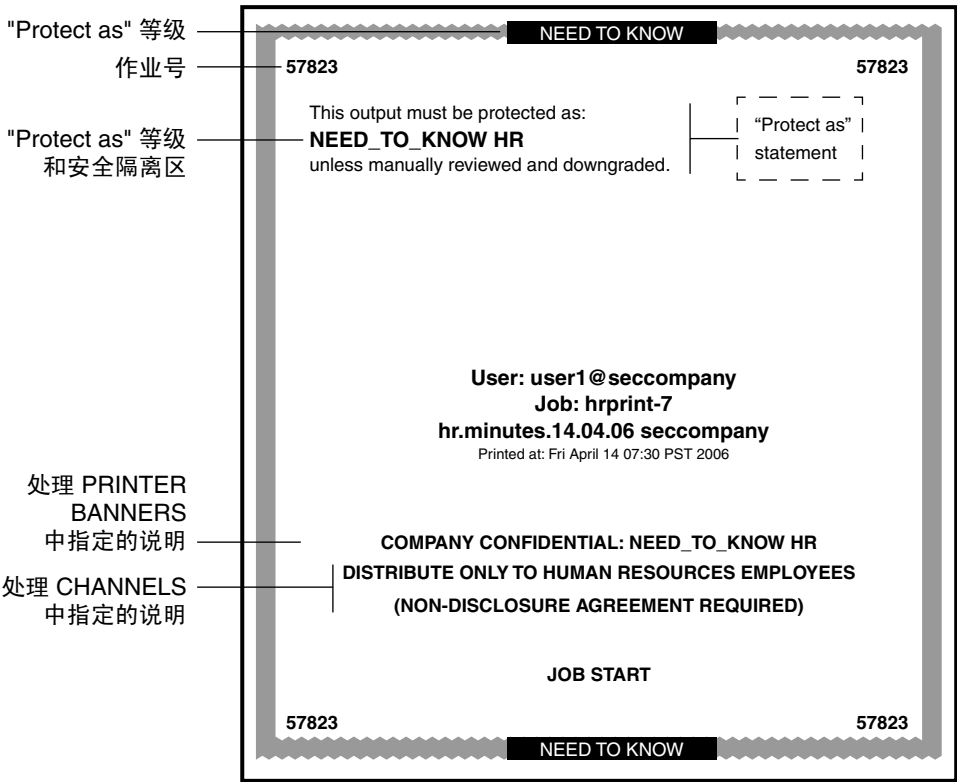 "Protect as" 等级
NEED TO KNOW
作业号
57823
57823
"Protect as" 等级
和安全隔离区
This output must be protected as:
NEED_TO_KNOW HR
unless manually reviewed and downgraded.
“Protect as”
statement
User: user1@seccompany
Job: hrprint-7
hr.minutes.14.04.06 seccompany
Printed at: Fri April 14 07:30 PST 2006
处理 PRINTER
BANNERS
中指定的说明
COMPANY CONFIDENTIAL: NEED_TO_KNOW HR
处理 CHANNELS
中指定的说明
DISTRIBUTE ONLY TO HUMAN RESOURCES EMPLOYEES
(NON-DISCLOSURE AGREEMENT REQUIRED)
JOB START
57823
57823
NEED TO KNOW